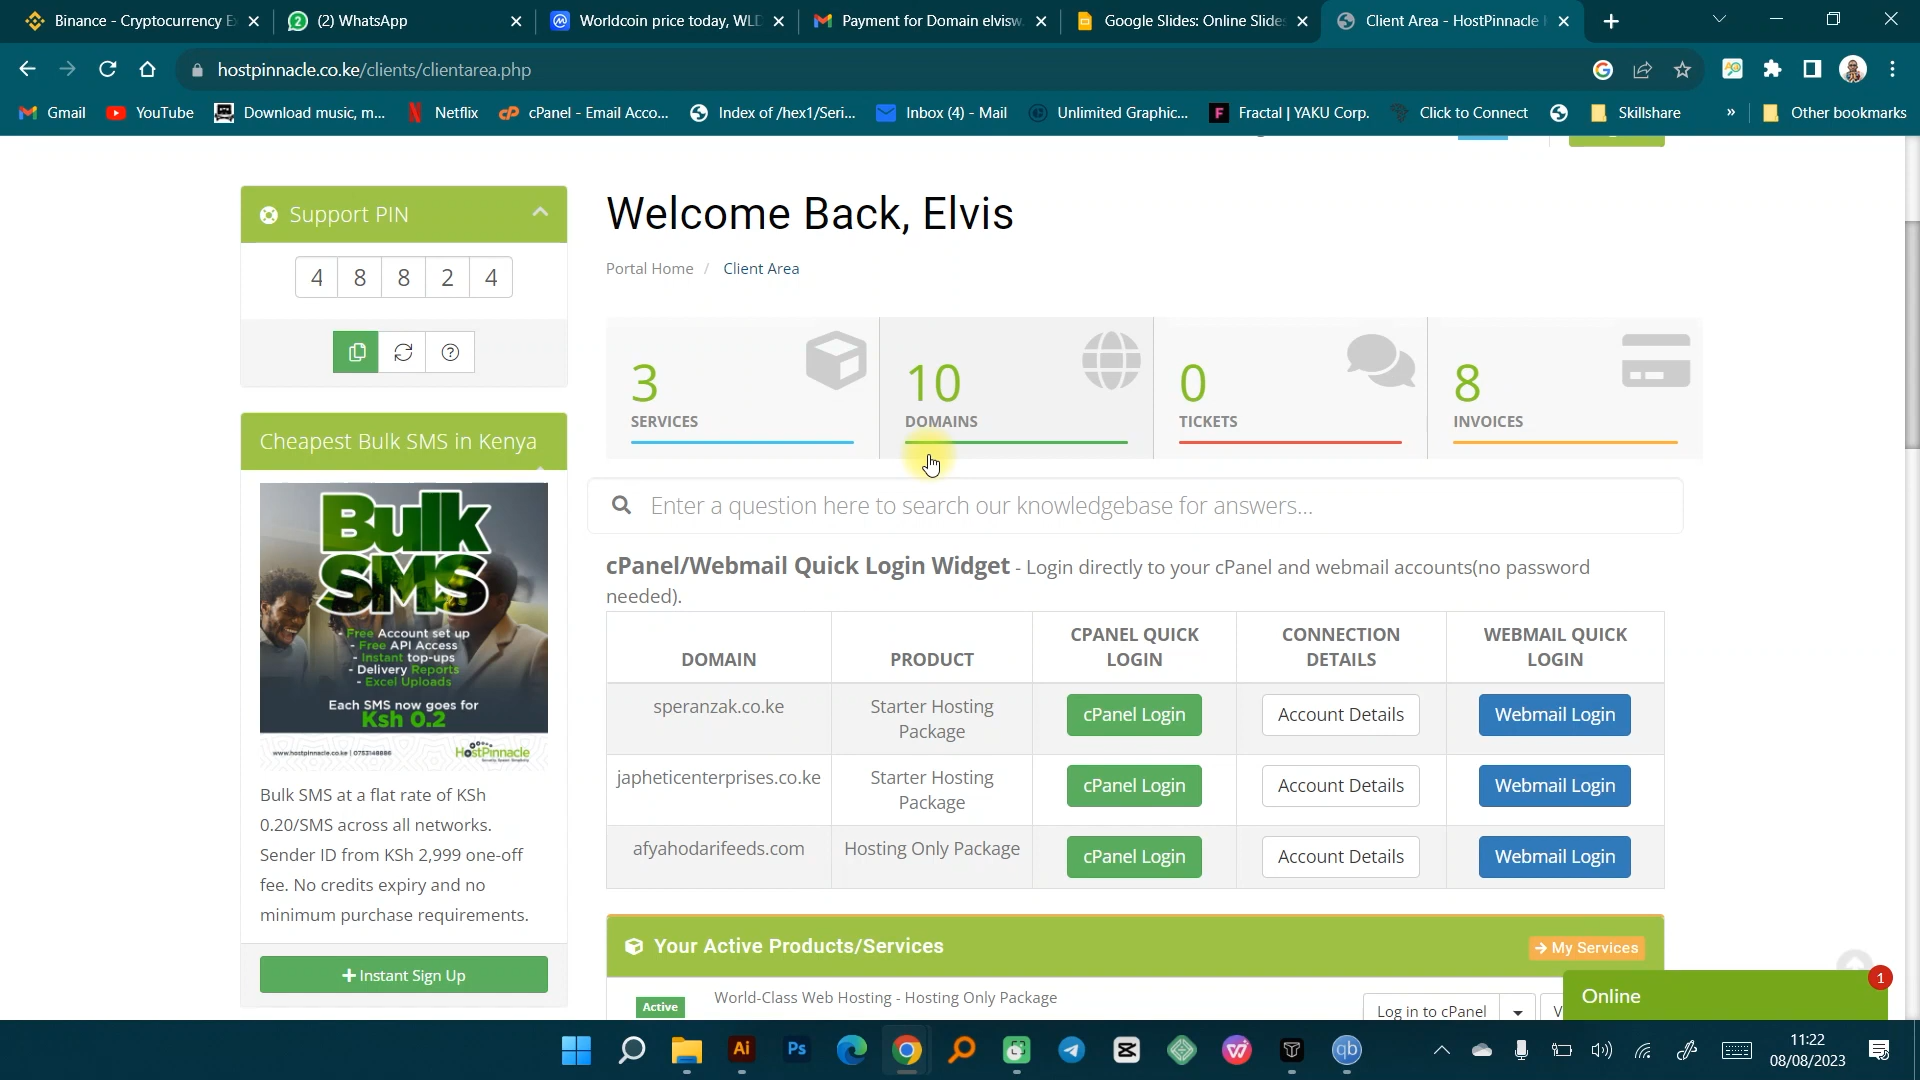 Binance - Cryptocurrency E
(2) WhatsApp
Worldcoin price today, WLD
Payment for Domain elvisw
Google Slides: Online Slide
Client Area - HostPinnacle
hostpinnacle.co.ke/clients/clientarea.php
Gmail
YouTube
Download music, m...
Netflix
cPanel - Email Acco...
Index of /hex1/Seri...
Inbox (4) - Mail
Unlimited Graphic...
Fractal | YAKU Corp.
Click to Connect
Skillshare
»
Other bookmarks
Support PIN
4 8 8 2 4
Cheapest Bulk SMS in Kenya
Bulk
SMS
- Free Account set up
- Free API Access
- Instant top-ups
- Delivery Reports
- Excel Uploads
Each SMS now goes for
Ksh 0.2
www.hostpinnacle.co.ke | 0753148886
HostPinnacle
Bulk SMS at a flat rate of KSh
0.20/SMS across all networks.
Sender ID from KSh 2,999 one-off
fee. No credits expiry and no
minimum purchase requirements.
+ Instant Sign Up
Welcome Back, Elvis
Portal Home / Client Area
3
SERVICES
10
DOMAINS
0
TICKETS
8
INVOICES
Enter a question here to search our knowledgebase for answers...
cPanel/Webmail Quick Login Widget - Login directly to your cPanel and webmail accounts(no password
needed).
DOMAIN
PRODUCT
CPANEL QUICK
LOGIN
CONNECTION
DETAILS
WEBMAIL QUICK
LOGIN
speranzak.co.ke
Starter Hosting
Package
cPanel Login
Account Details
Webmail Login
japheticenterprises.co.ke
Starter Hosting
Package
cPanel Login
Account Details
Webmail Login
afyahodarifeeds.com
Hosting Only Package
cPanel Login
Account Details
Webmail Login
Your Active Products/Services
My Services
Active
World-Class Web Hosting - Hosting Only Package
Log in to cPanel
V
Online
1
Ai
Ps
qb
11:22
08/08/2023